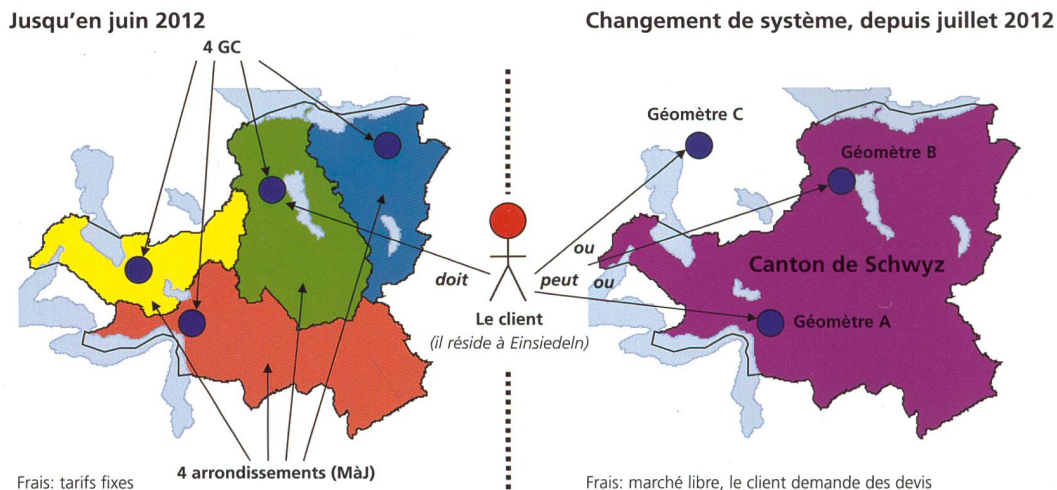 Jusqu'en juin 2012
4 GC
doit
4 arrondissements (MàJ)
Frais: tarifs fixes
Le client
(il réside à Einsiedeln)
Changement de système, depuis juillet 2012
Géomètre C
Géomètre B
ou
peut
ou
Canton de Schwyz
Géomètre A
Frais: marché libre, le client demande des devis